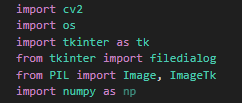 import cv2
import os
import tkinter as tk
from tkinter import filedialog
from PIL import Image, ImageTk
import numpy as np